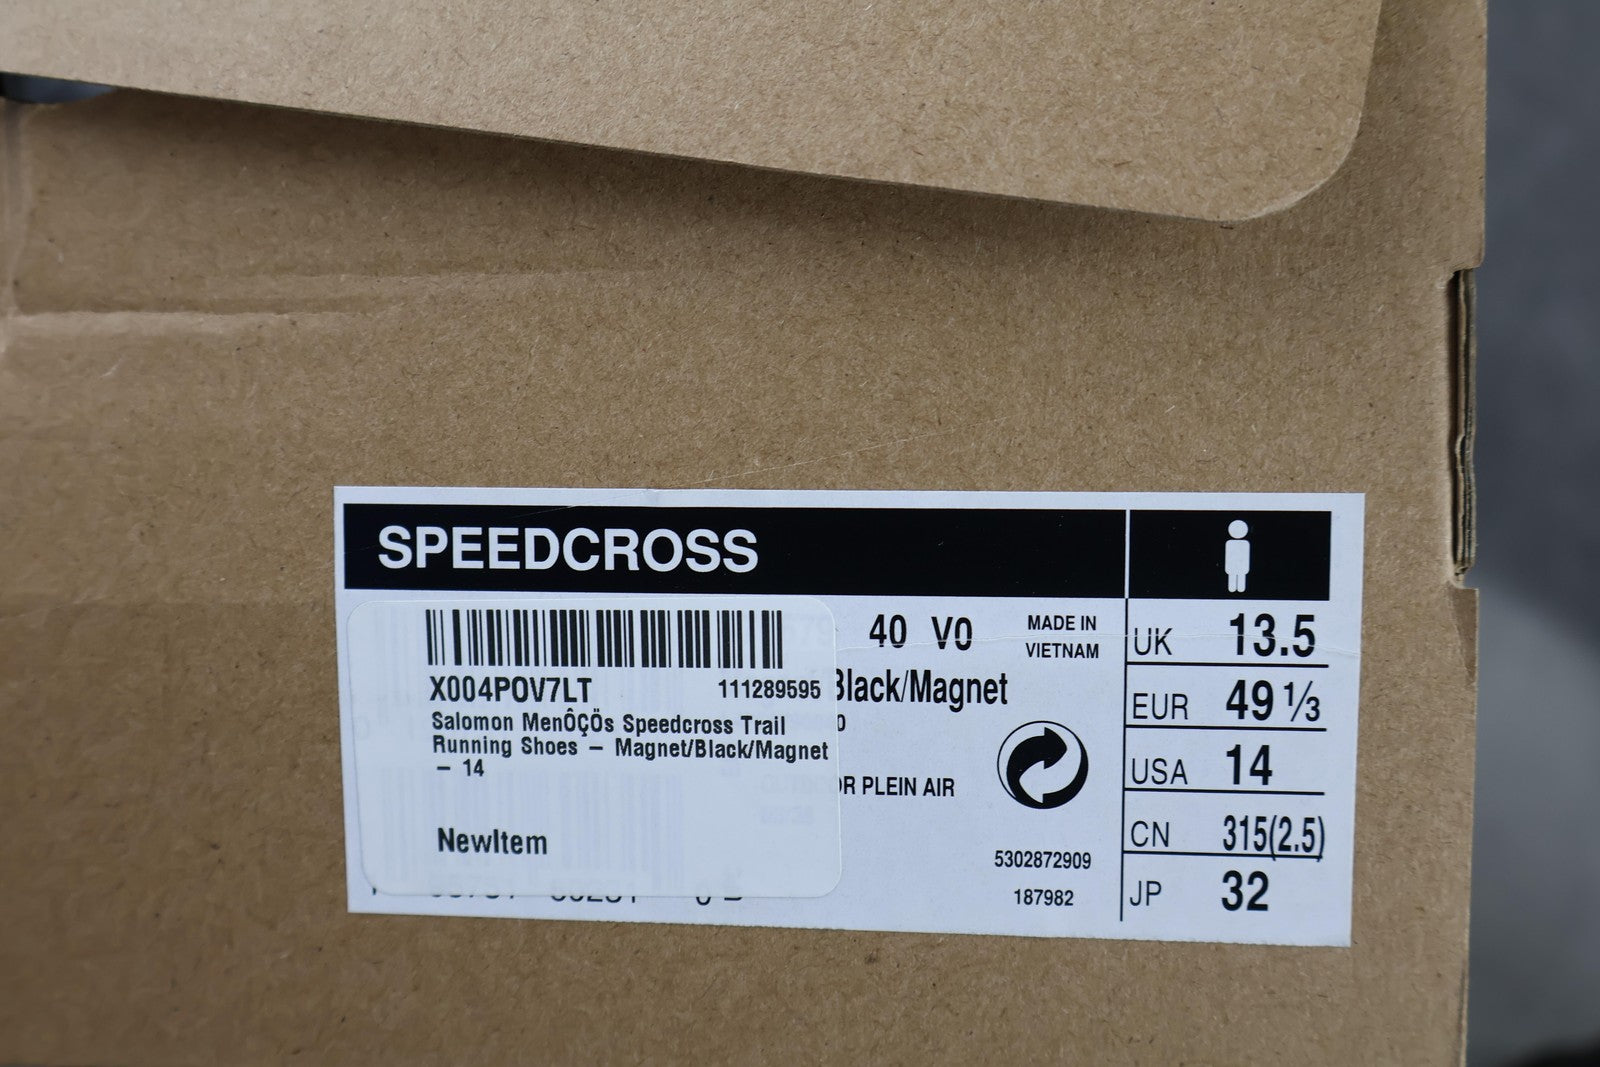 SPEEDCROSS
40 V0
MADE IN
VIETNAM
Black/Magnet
OUTDOOR PLEIN AIR
5302872909
187982
X004POV7LT 111289595
Salomon MenÔÇÖs Speedcross Trail
Running Shoes – Magnet/Black/Magnet
– 14
NewItem
UK 13.5
EUR 49 1/3
USA 14
CN 315(2.5)
JP 32